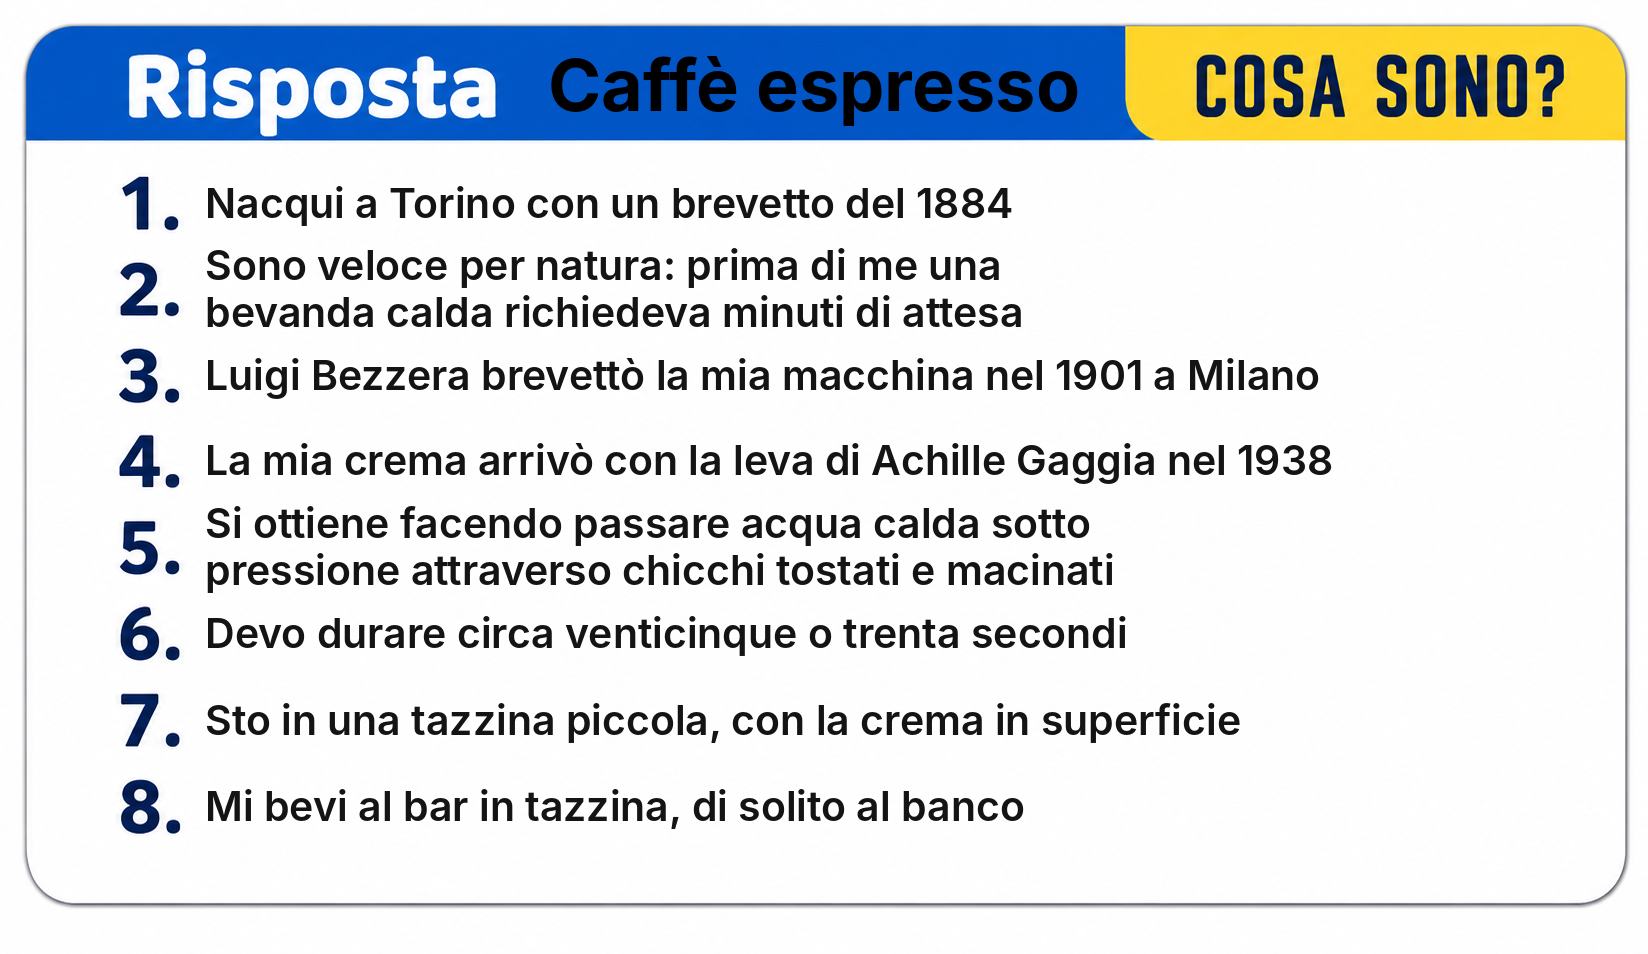 Risposta Caffè espresso COSA SONO?
1. Nacqui a Torino con un brevetto del 1884
2. Sono veloce per natura: prima di me una
bevanda calda richiedeva minuti di attesa
3. Luigi Bezzera brevettò la mia macchina nel 1901 a Milano
4. La mia crema arrivò con la leva di Achille Gaggia nel 1938
5. Si ottiene facendo passare acqua calda sotto
pressione attraverso chicchi tostati e macinati
6. Devo durare circa venticinque o trenta secondi
7. Sto in una tazzina piccola, con la crema in superficie
8. Mi bevi al bar in tazzina, di solito al banco